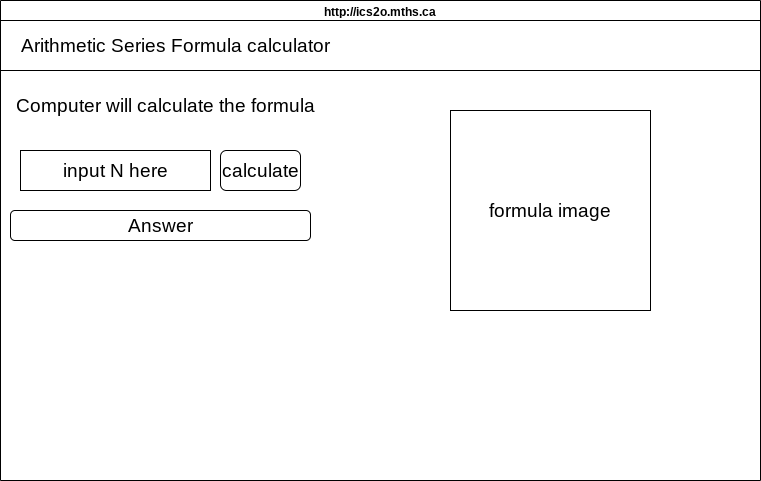 http://ics2o.mths.ca
Arithmetic Series Formula calculator
Computer will calculate the formula
input N here
calculate
Answer
formula image